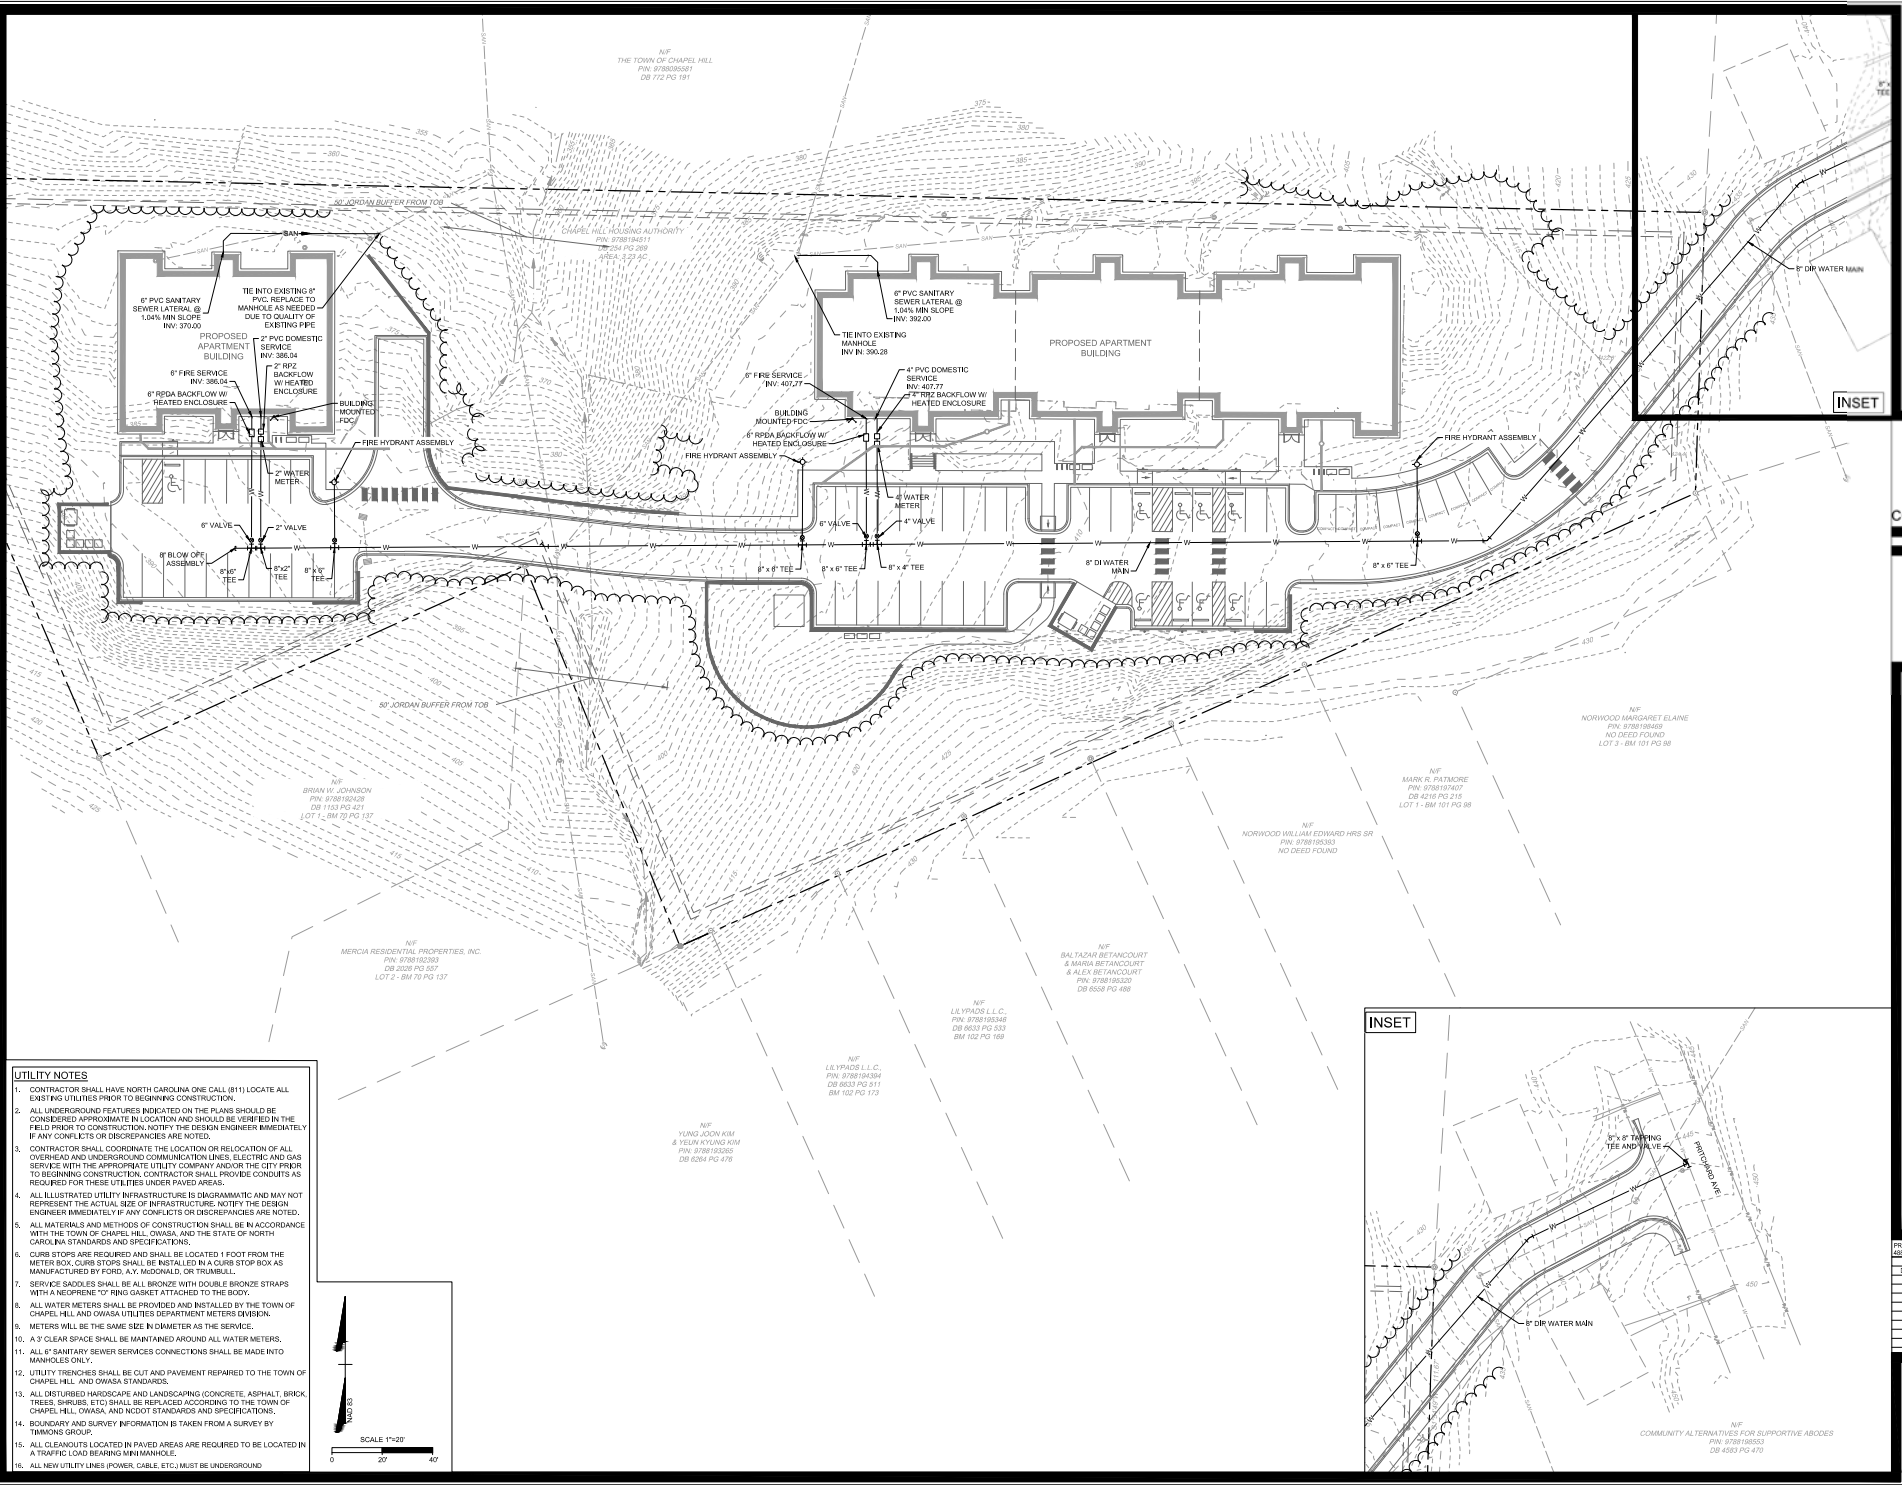 N/F
THE TOWN OF CHAPEL HILL
PIN: 9788095581
DB 772 PG 191
50' JORDAN BUFFER FROM TOB
CHAPEL HILL HOUSING AUTHORITY
PIN: 9788194511
DB 254 PG 269
AREA: 3.23 AC
SAN
6" PVC SANITARY
SEWER LATERAL @
1.04% MIN SLOPE
INV: 370.00
TIE INTO EXISTING 8"
PVC. REPLACE TO
MANHOLE AS NEEDED
DUE TO QUALITY OF
EXISTING PIPE
PROPOSED
APARTMENT
BUILDING
2" PVC DOMESTIC
SERVICE
INV: 386.04
2" RPZ
BACKFLOW
W/ HEATED
ENCLOSURE
6" FIRE SERVICE
INV: 386.04
6" RPDA BACKFLOW W/
HEATED ENCLOSURE
BUILDING
MOUNTED
FDC
FIRE HYDRANT ASSEMBLY
2" WATER
METER
6" VALVE
2" VALVE
8" BLOW OFF
ASSEMBLY
8"x6"
TEE
8"x2"
TEE
8" x 6"
TEE
6" PVC SANITARY
SEWER LATERAL @
1.04% MIN SLOPE
INV: 392.00
TIE INTO EXISTING
MANHOLE
INV IN: 390.28
6" FIRE SERVICE
INV: 407.77
4" PVC DOMESTIC
SERVICE
INV: 407.77
4" RPZ BACKFLOW W/
HEATED ENCLOSURE
BUILDING
MOUNTED FDC
6" RPDA BACKFLOW W/
HEATED ENCLOSURE
FIRE HYDRANT ASSEMBLY
4" WATER
METER
6" VALVE
4" VALVE
8" x 6" TEE
8" x 6" TEE
8" x 4" TEE
PROPOSED APARTMENT
BUILDING
8" DI WATER
MAIN
FIRE HYDRANT ASSEMBLY
8" x 6" TEE
8" DIP WATER MAIN
INSET
50' JORDAN BUFFER FROM TOB
N/F
BRIAN W. JOHNSON
PIN: 9788192428
DB 1153 PG 421
LOT 1 - BM 70 PG 137
N/F
MERCIA RESIDENTIAL PROPERTIES, INC.
PIN: 9788192393
DB 2026 PG 557
LOT 2 - BM 70 PG 137
N/F
YUNG JOON KIM
& YEUN KYUNG KIM
PIN: 9788193265
DB 6264 PG 476
N/F
LILYPADS L.L.C.,
PIN: 9788194394
DB 6633 PG 511
BM 102 PG 173
N/F
LILYPADS L.L.C.,
PIN: 9788195346
DB 6633 PG 533
BM 102 PG 169
N/F
BALTAZAR BETANCOURT
& MARIA BETANCOURT
& ALEX BETANCOURT
PIN: 9788195320
DB 6558 PG 486
N/F
NORWOOD WILLIAM EDWARD HRS SR
PIN: 9788195393
NO DEED FOUND
N/F
MARK R. PATMORE
PIN: 9788197407
DB 4216 PG 215
LOT 1 - BM 101 PG 98
N/F
NORWOOD MARGARET ELAINE
PIN: 9788198469
NO DEED FOUND
LOT 3 - BM 101 PG 98
UTILITY NOTES
1. CONTRACTOR SHALL HAVE NORTH CAROLINA ONE CALL (811) LOCATE ALL
EXISTING UTILITIES PRIOR TO BEGINNING CONSTRUCTION.
2. ALL UNDERGROUND FEATURES INDICATED ON THE PLANS SHOULD BE
CONSIDERED APPROXIMATE IN LOCATION AND SHOULD BE VERIFIED IN THE
FIELD PRIOR TO CONSTRUCTION. NOTIFY THE DESIGN ENGINEER IMMEDIATELY
IF ANY CONFLICTS OR DISCREPANCIES ARE NOTED.
3. CONTRACTOR SHALL COORDINATE THE LOCATION OR RELOCATION OF ALL
OVERHEAD AND UNDERGROUND COMMUNICATION LINES, ELECTRIC AND GAS
SERVICE WITH THE APPROPRIATE UTILITY COMPANY AND/OR THE CITY PRIOR
TO BEGINNING CONSTRUCTION. CONTRACTOR SHALL PROVIDE CONDUITS AS
REQUIRED FOR THESE UTILITIES UNDER PAVED AREAS.
4. ALL ILLUSTRATED UTILITY INFRASTRUCTURE IS DIAGRAMMATIC AND MAY NOT
REPRESENT THE ACTUAL SIZE OF INFRASTRUCTURE. NOTIFY THE DESIGN
ENGINEER IMMEDIATELY IF ANY CONFLICTS OR DISCREPANCIES ARE NOTED.
5. ALL MATERIALS AND METHODS OF CONSTRUCTION SHALL BE IN ACCORDANCE
WITH THE TOWN OF CHAPEL HILL, OWASA, AND THE STATE OF NORTH
CAROLINA STANDARDS AND SPECIFICATIONS.
6. CURB STOPS ARE REQUIRED AND SHALL BE LOCATED 1 FOOT FROM THE
METER BOX. CURB STOPS SHALL BE INSTALLED IN A CURB STOP BOX AS
MANUFACTURED BY FORD, A.Y. McDONALD, OR TRUMBULL.
7. SERVICE SADDLES SHALL BE ALL BRONZE WITH DOUBLE BRONZE STRAPS
WITH A NEOPRENE "O" RING GASKET ATTACHED TO THE BODY.
8. ALL WATER METERS SHALL BE PROVIDED AND INSTALLED BY THE TOWN OF
CHAPEL HILL AND OWASA UTILITIES DEPARTMENT METERS DIVISION.
9. METERS WILL BE THE SAME SIZE IN DIAMETER AS THE SERVICE.
10. A 3' CLEAR SPACE SHALL BE MAINTAINED AROUND ALL WATER METERS.
11. ALL 6" SANITARY SEWER SERVICES CONNECTIONS SHALL BE MADE INTO
MANHOLES ONLY.
12. UTILITY TRENCHES SHALL BE CUT AND PAVEMENT REPAIRED TO THE TOWN OF
CHAPEL HILL AND OWASA STANDARDS.
13. ALL DISTURBED HARDSCAPE AND LANDSCAPING (CONCRETE, ASPHALT, BRICK,
TREES, SHRUBS, ETC) SHALL BE REPLACED ACCORDING TO THE TOWN OF
CHAPEL HILL, OWASA, AND NCDOT STANDARDS AND SPECIFICATIONS.
14. BOUNDARY AND SURVEY INFORMATION IS TAKEN FROM A SURVEY BY
TIMMONS GROUP.
15. ALL CLEANOUTS LOCATED IN PAVED AREAS ARE REQUIRED TO BE LOCATED IN
A TRAFFIC LOAD BEARING MINI MANHOLE.
16. ALL NEW UTILITY LINES (POWER, CABLE, ETC.) MUST BE UNDERGROUND
NAD 83
SCALE 1"=20'
0 20' 40'
INSET
8" x 8" TAPPING
TEE AND VALVE
PRITCHARD AVE.
8" DIP WATER MAIN
N/F
COMMUNITY ALTERNATIVES FOR SUPPORTIVE ABODES
PIN: 9788198553
DB 4583 PG 470